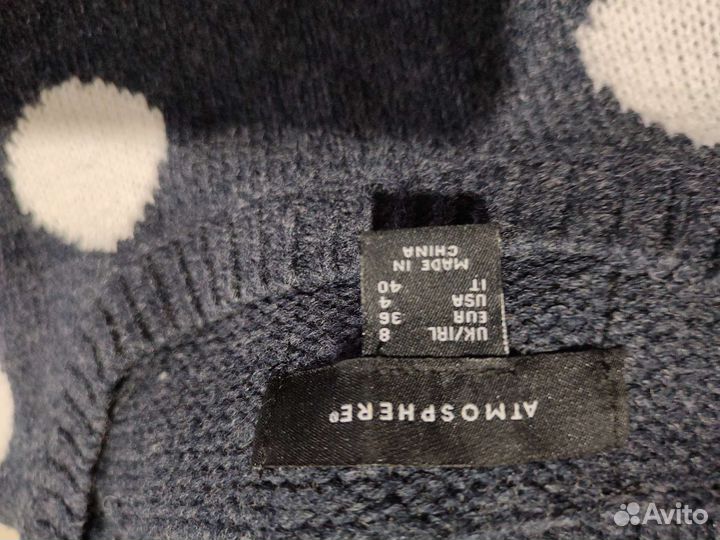 ATMOSPHERE®
UK/IRL 8
EUR 36
USA 4
IT 40
MADE IN
CHINA
Avito